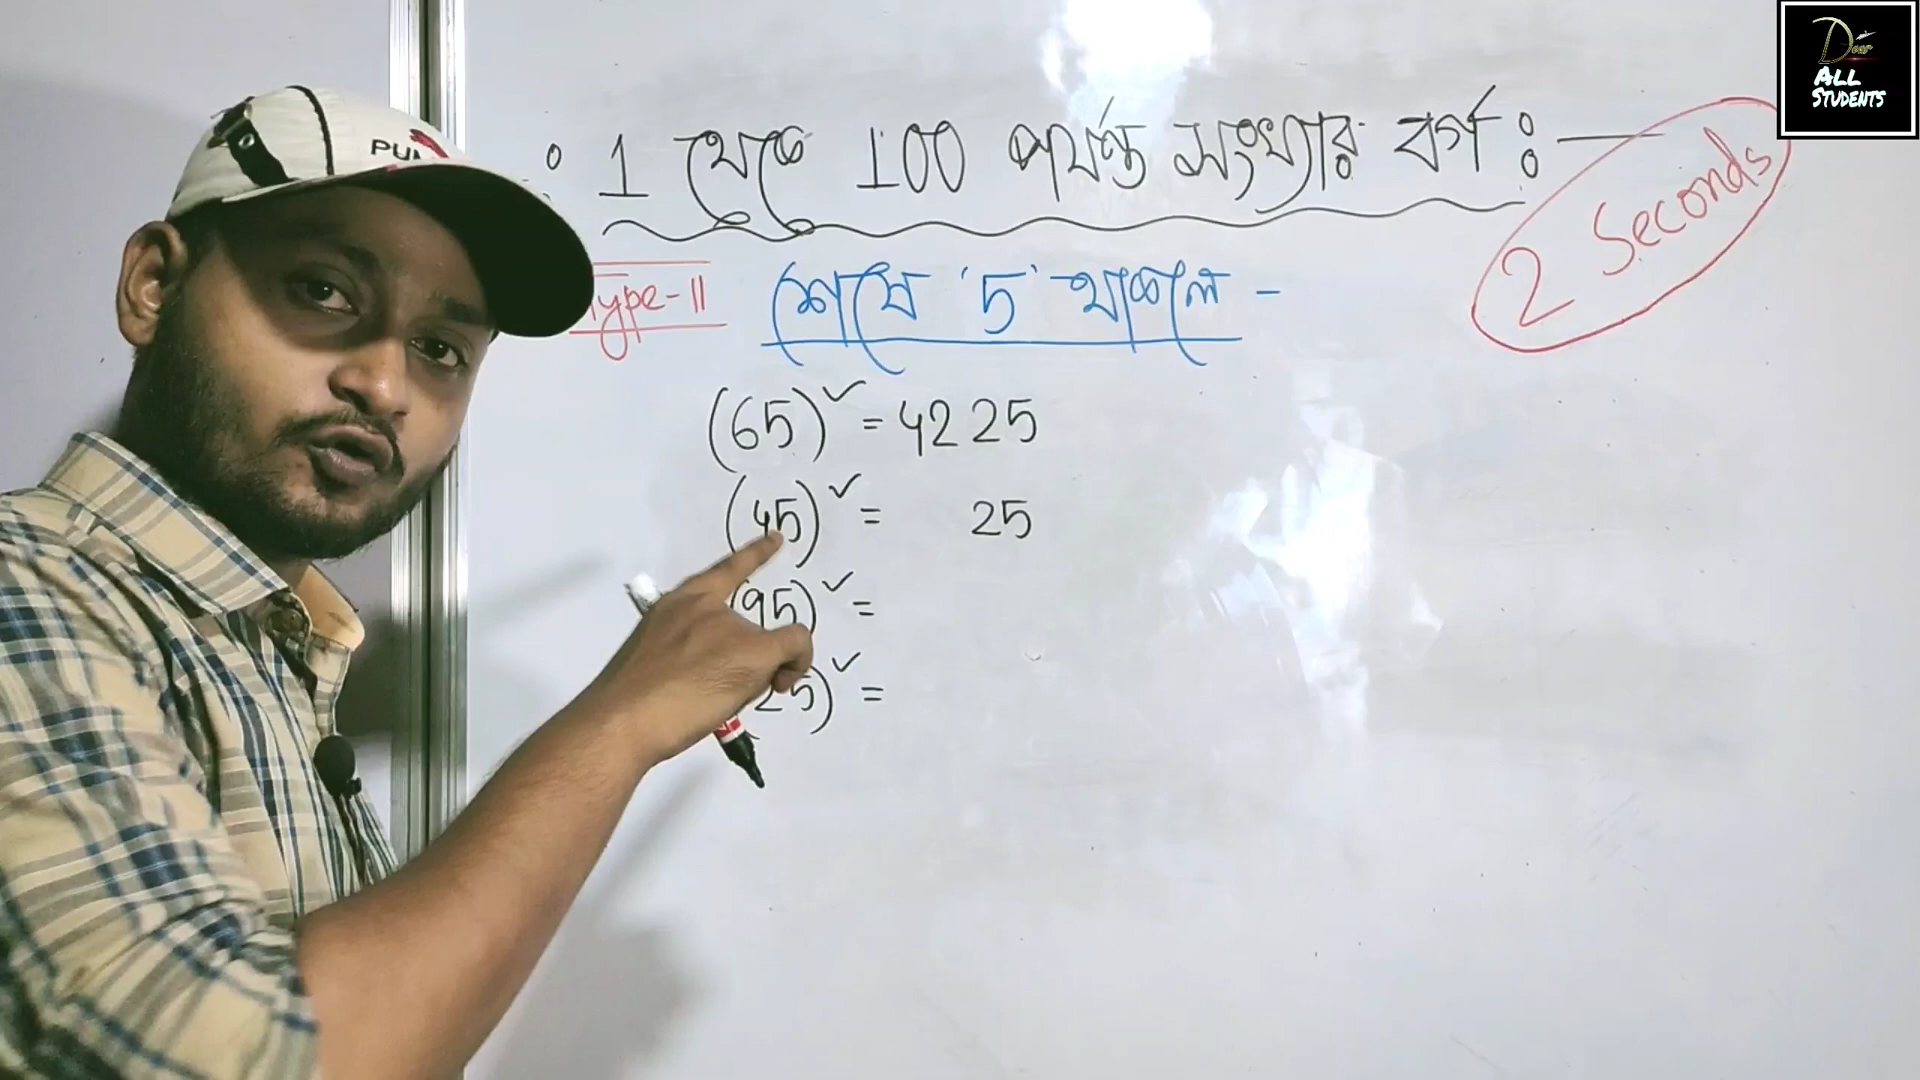 Dear
ALL
STUDENTS
: 1 থেকে 100 পর্যন্ত সংখ্যার বর্গ :—
2 Seconds
Type-II শেষে '5' থাকলে -
(65)² = 4225
(45)² = 25
(95)² =
25)² =
PUM